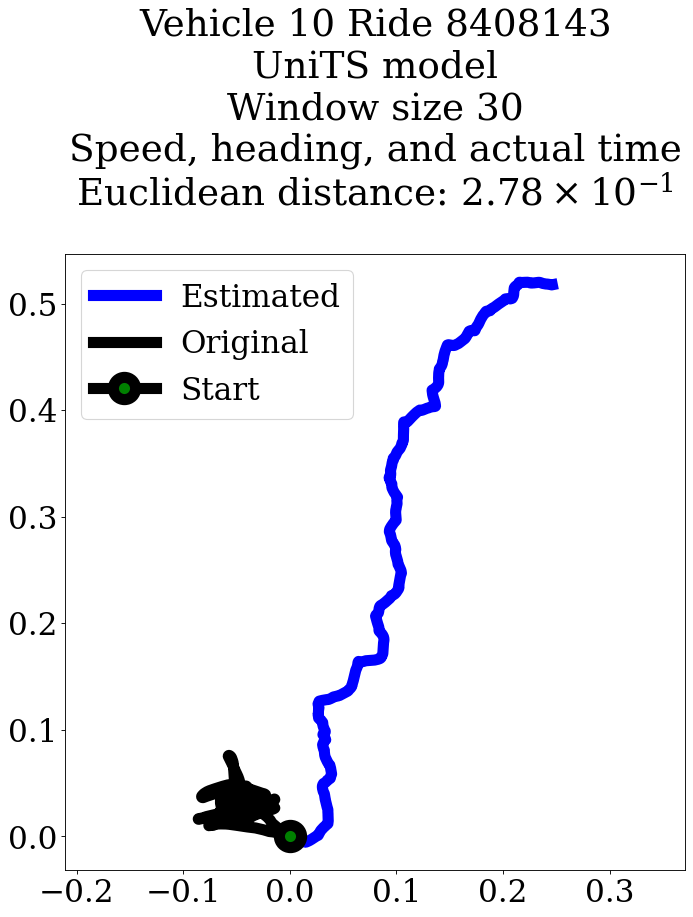 Vehicle 10 Ride 8408143
UniTS model
Window size 30
Speed, heading, and actual time
Euclidean distance: 2.78 × 10⁻¹
Estimated
Original
Start
0.5
0.4
0.3
0.2
0.1
0.0
−0.2 −0.1 0.0 0.1 0.2 0.3